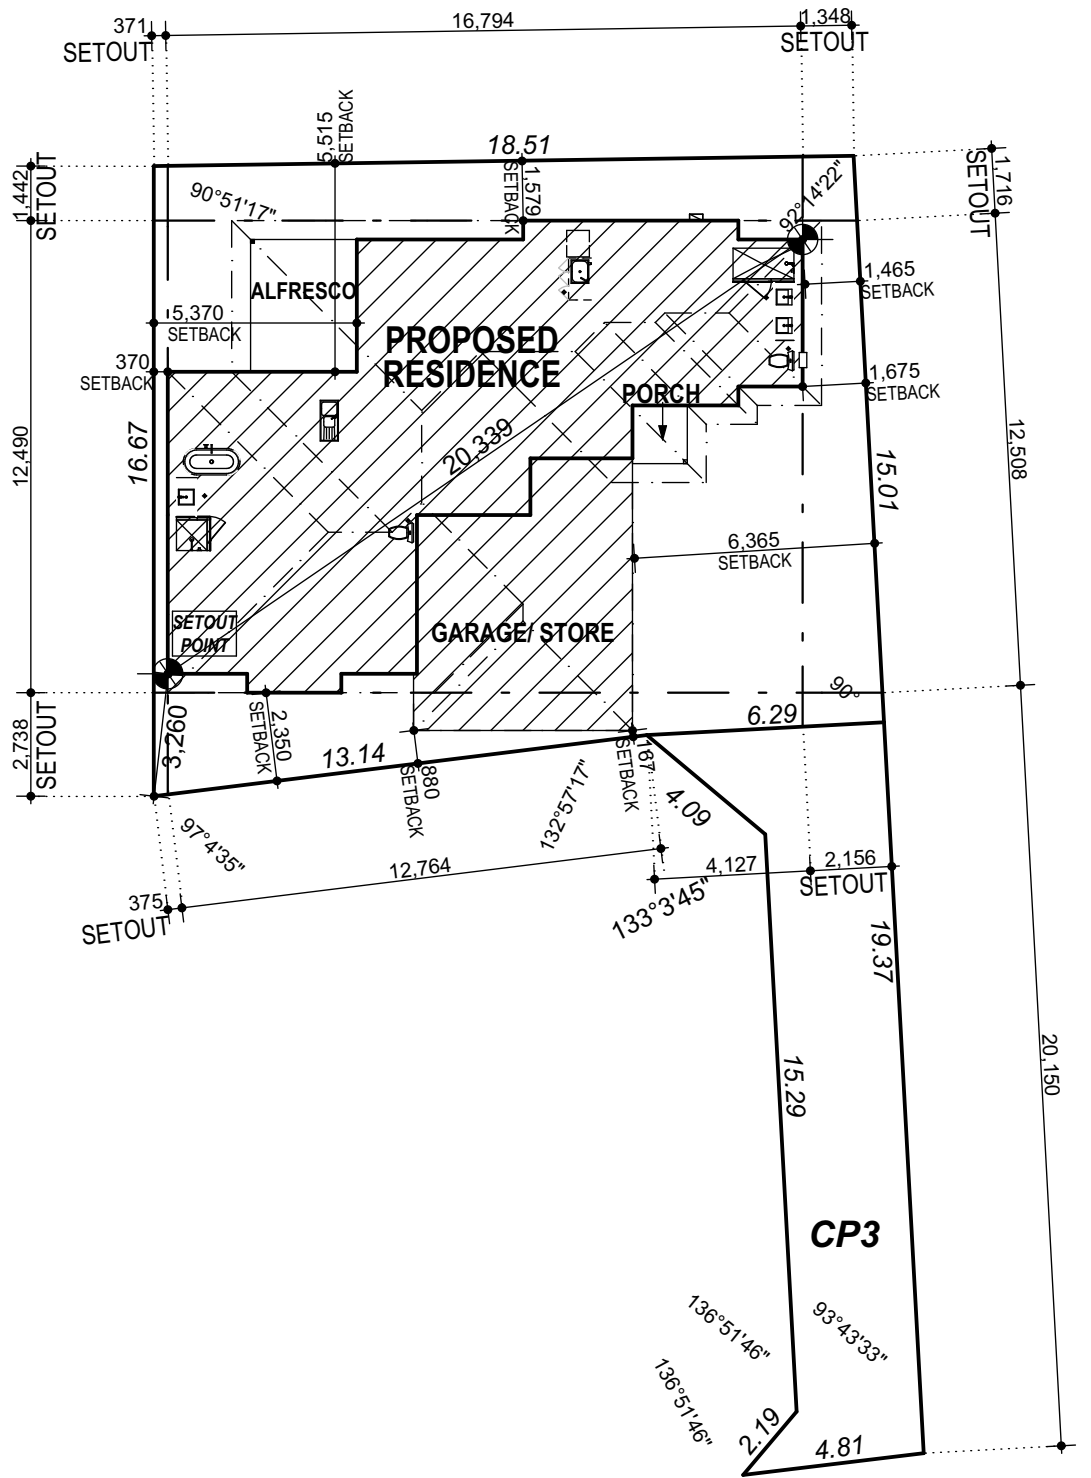 371
SETOUT
16,794
1,348
SETOUT
5,515
SETBACK
18.51
1,442
SETOUT
90°51'17"
1,579
SETBACK
92°14'22"
SETOUT
1,716
ALFRESCO
1,465
SETBACK
5,370
SETBACK
PROPOSED
RESIDENCE
370
SETBACK
PORCH
1,675
SETBACK
12,490
16.67
20,339
15.01
12,508
6,365
SETBACK
SETOUT
POINT
GARAGE/ STORE
90°
2,738
SETOUT
3,260
2,350
SETBACK
13.14
880
SETBACK
187
SETBACK
6.29
132°57'17"
4.09
97°4'35"
12,764
4,127
2,156
SETOUT
375
SETOUT
133°3'45"
19.37
15.29
20,150
CP3
136°51'46"
93°43'33"
136°51'46"
2.19
4.81